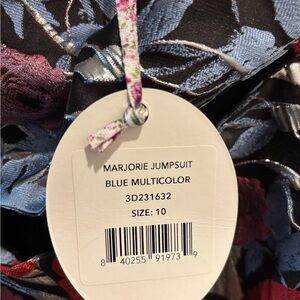 MARJORIE JUMPSUIT
BLUE MULTICOLOR
3D231632
SIZE: 10
8 40255 91973 9